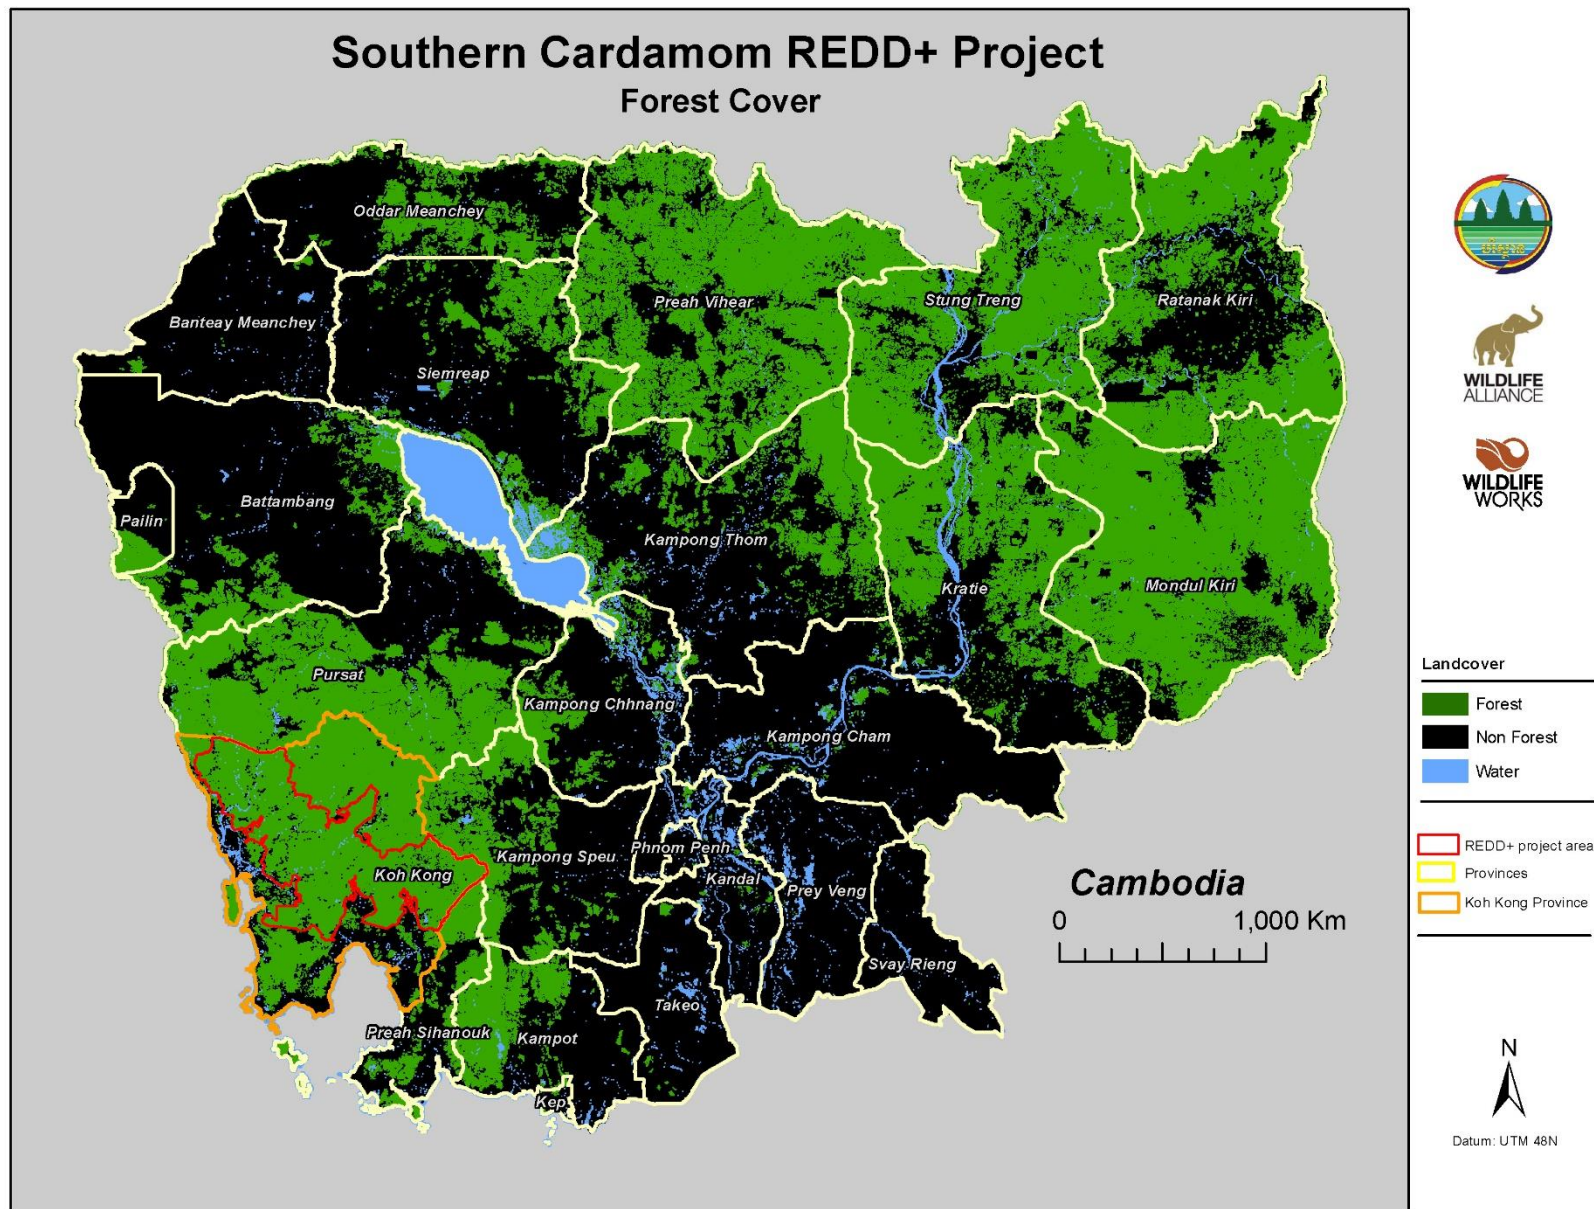 Southern Cardamom REDD+ Project
Forest Cover
Oddar Meanchey
Banteay Meanchey
Siemreap
Preah Vihear
Stung Treng
Ratanak Kiri
Battambang
Pailin
Kampong Thom
Kratie
Mondul Kiri
Pursat
Kampong Chhnang
Kampong Cham
Koh Kong
Kampong Speu
Phnom Penh
Kandal
Prey Veng
Svay Rieng
Takeo
Preah Sihanouk
Kampot
Kep
Cambodia
0 1,000 Km
WILDLIFE
ALLIANCE
WILDLIFE
WORKS
Landcover
Forest
Non Forest
Water
REDD+ project area
Provinces
Koh Kong Province
N
Datum: UTM 48N